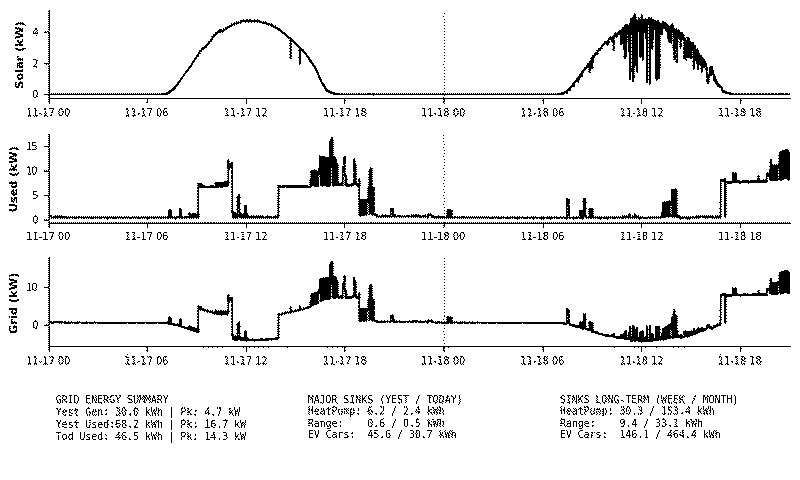 Solar (kW)
4
2
0
11-17 00 11-17 06 11-17 12 11-17 18 11-18 00 11-18 06 11-18 12 11-18 18
Used (kW)
15
10
5
0
11-17 00 11-17 06 11-17 12 11-17 18 11-18 00 11-18 06 11-18 12 11-18 18
Grid (kW)
10
0
11-17 00 11-17 06 11-17 12 11-17 18 11-18 00 11-18 06 11-18 12 11-18 18
GRID ENERGY SUMMARY
Yest Gen: 30.0 kWh | Pk: 4.7 kW
Yest Used:68.2 kWh | Pk: 16.7 kW
Tod Used: 46.5 kWh | Pk: 14.3 kW
MAJOR SINKS (YEST / TODAY)
HeatPump: 6.2 / 2.4 kWh
Range: 0.6 / 0.5 kWh
EV Cars: 45.6 / 30.7 kWh
SINKS LONG-TERM (WEEK / MONTH)
HeatPump: 30.3 / 153.4 kWh
Range: 9.4 / 33.1 kWh
EV Cars: 146.1 / 464.4 kWh